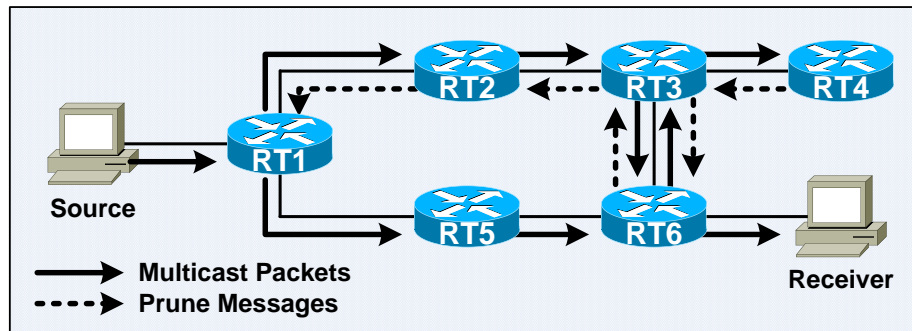 RT2
RT3
RT4
RT1
Source
RT5
RT6
Receiver
Multicast Packets
Prune Messages